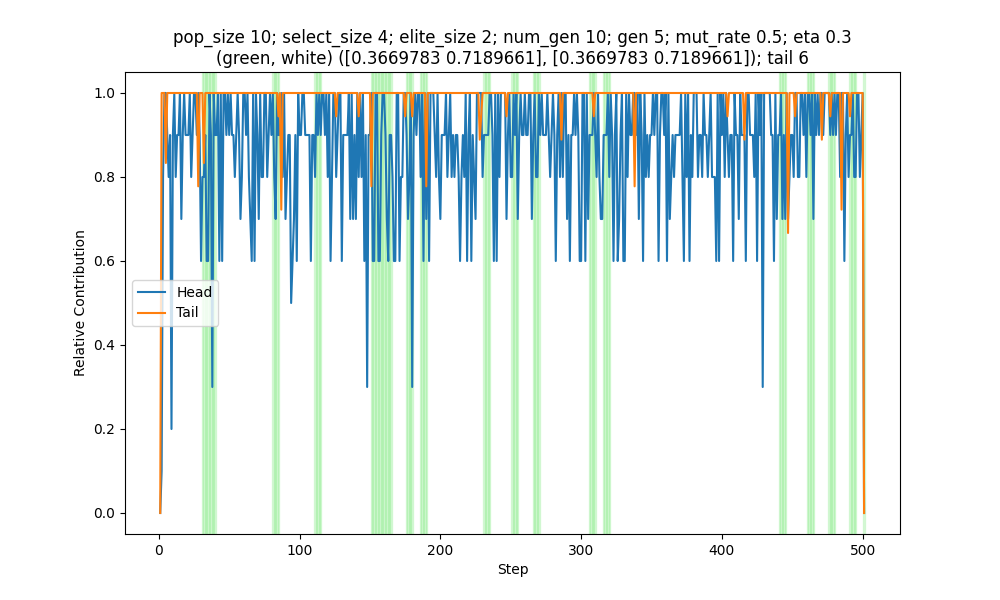 pop_size 10; select_size 4; elite_size 2; num_gen 10; gen 5; mut_rate 0.5; eta 0.3
(green, white) ([0.3669783 0.7189661], [0.3669783 0.7189661]); tail 6
Relative Contribution
1.0
0.8
0.6
0.4
0.2
0.0
Head
Tail
0 100 200 300 400 500
Step